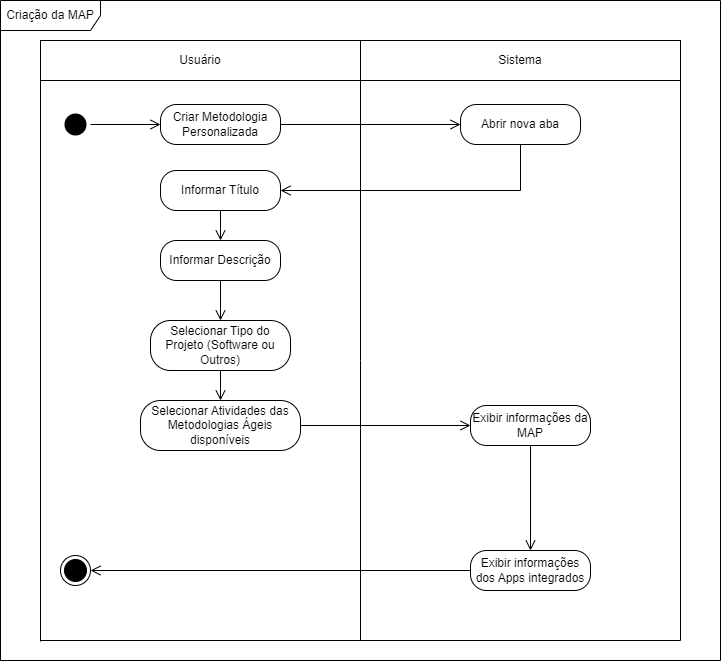 Criação da MAP
Usuário
Sistema
Criar Metodologia
Personalizada
Abrir nova aba
Informar Título
Informar Descrição
Selecionar Tipo do
Projeto (Software ou
Outros)
Selecionar Atividades das
Metodologias Ágeis
disponíveis
Exibir informações da
MAP
Exibir informações
dos Apps integrados